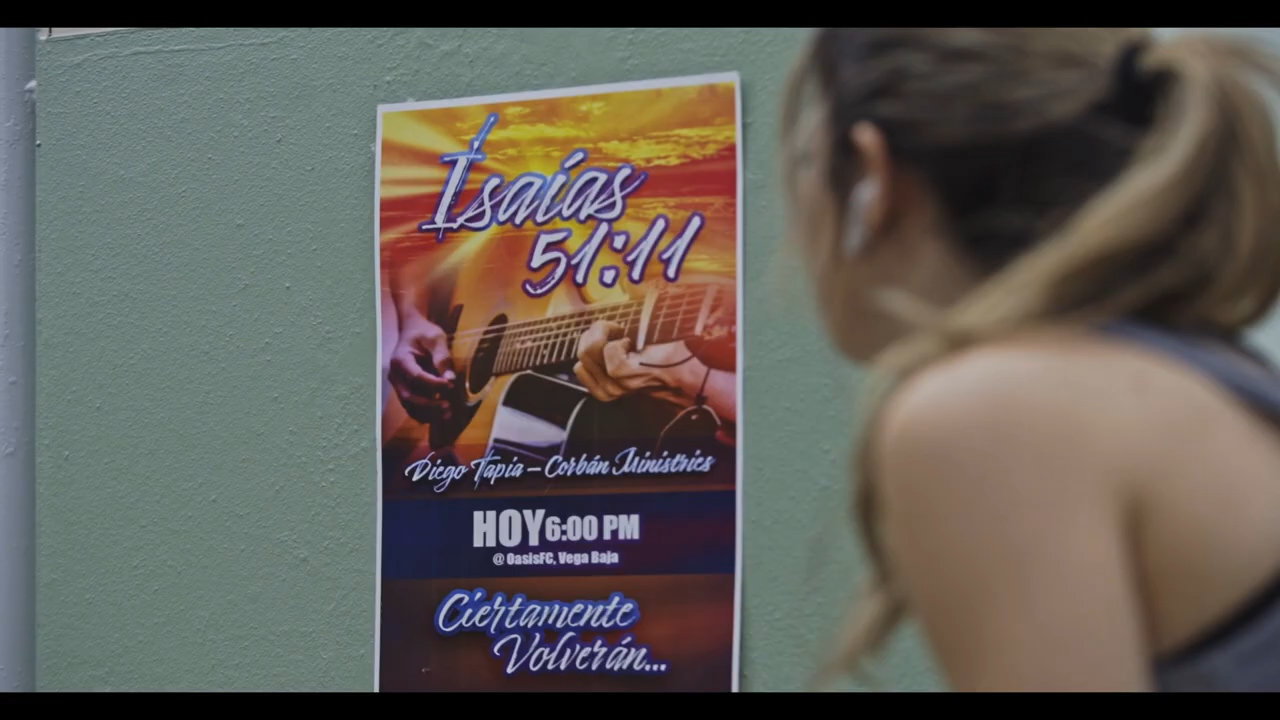 Isaías
51:11
Diego Tapia – Corbán Ministries
HOY 6:00 PM
@ OasisFC, Vega Baja
Ciertamente
Volverán...